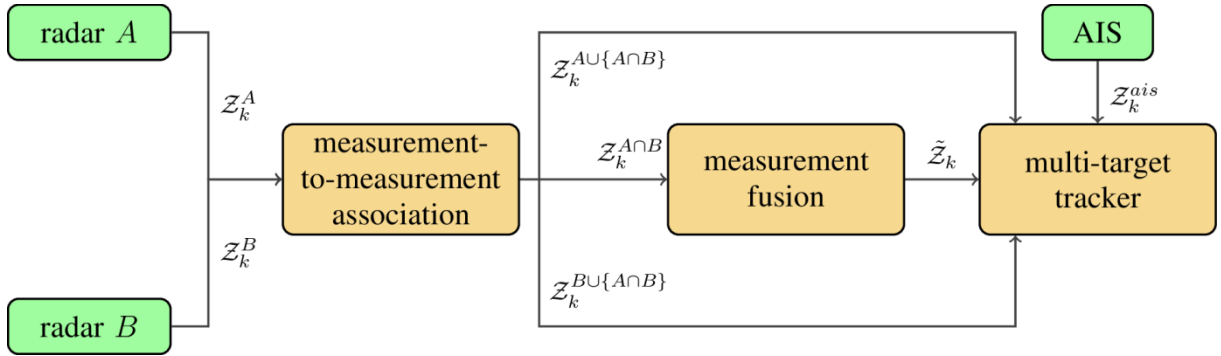 radar A
AIS
Z_k^{A∪{A∩B}}
Z_k^A
Z_k^{ais}
measurement-
to-measurement
association
Z_k^{A∩B}
measurement
fusion
Z̃_k
multi-target
tracker
Z_k^B
Z_k^{B∪{A∩B}}
radar B